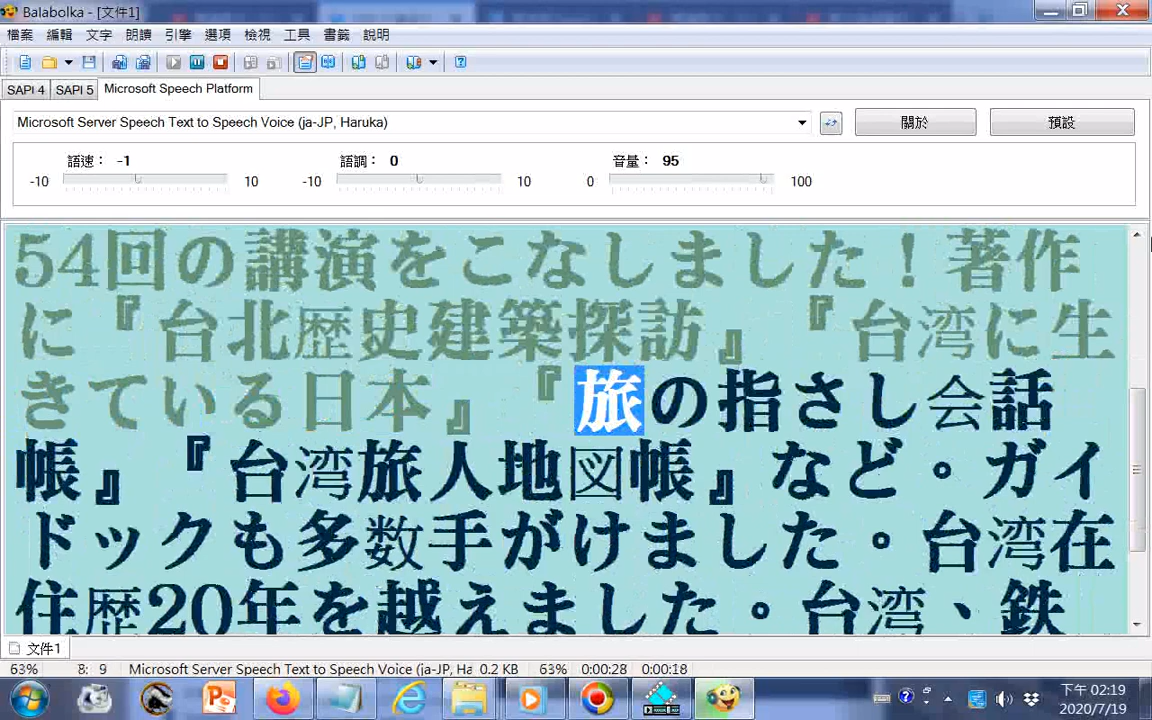 Balabolka - [文件1]
檔案 編輯 文字 朗讀 引擎 選項 檢視 工具 書籤 說明
SAPI 4 SAPI 5 Microsoft Speech Platform
Microsoft Server Speech Text to Speech Voice (ja-JP, Haruka) 關於 預設
語速： -1 語調： 0 音量： 95
-10 10 -10 10 0 100
54回の講演をこなしました！著作
に『台北歴史建築探訪』『台湾に生
きている日本』『旅の指さし会話
帳』『台湾旅人地図帳』など。ガイ
ドックも多数手がけました。台湾在
住歴20年を越えました。台湾、鉄
文件1
63% 8: 9 Microsoft Server Speech Text to Speech Voice (ja-JP, Ha 0.2 KB 63% 0:00:28 0:00:18
下午 02:19
2020/7/19